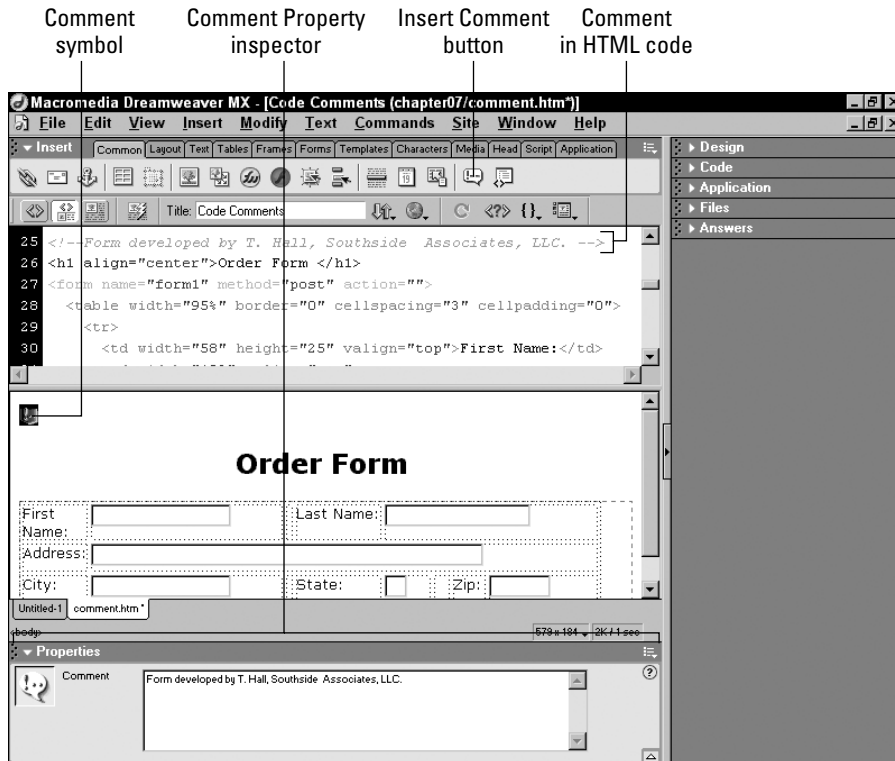 Comment symbol
Comment Property inspector
Insert Comment button
Comment in HTML code
Macromedia Dreamweaver MX - [Code Comments (chapter07/comment.htm*)]
File Edit View Insert Modify Text Commands Site Window Help
Insert Common Layout Text Tables Frames Forms Templates Characters Media Head Script Application
Title: Code Comments
25 <!--Form developed by T. Hall, Southside Associates, LLC. -->
26 <h1 align="center">Order Form </h1>
27 <form name="form1" method="post" action="">
28 <table width="95%" border="0" cellspacing="3" cellpadding="0">
29 <tr>
30 <td width="58" height="25" valign="top">First Name:</td>
Design
Code
Application
Files
Answers
Order Form
First Name:
Last Name:
Address:
City:
State:
Zip:
Untitled-1 comment.htm*
<body> 579 x 184 2K / 1 sec
Properties
Comment
Form developed by T. Hall, Southside Associates, LLC.